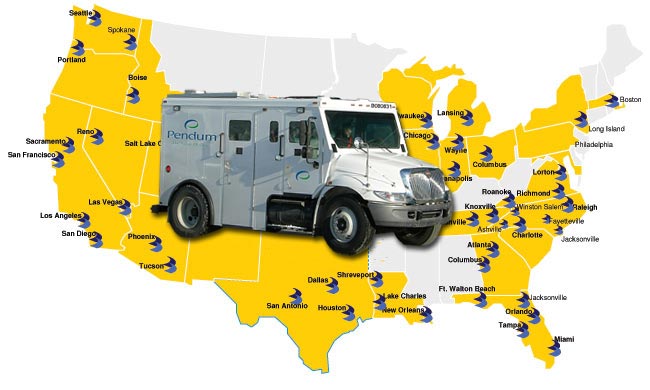 Seattle
Spokane
Portland
Boise
Reno
Sacramento
San Francisco
Salt Lake C
Las Vegas
Los Angeles
San Diego
Phoenix
Tucson
Pendum
waukee
Lansing
Chicago
Wayne
anapolis
Columbus
Boston
Long Island
Philadelphia
Lorton
Roanoke
Richmond
Knoxville
Winston Salem
Raleigh
ville
Ashville
Fayetteville
Charlotte
Jacksonville
Atlanta
Columbus
Shreveport
Dallas
San Antonio
Houston
Lake Charles
New Orleans
Ft. Walton Beach
Jacksonville
Orlando
Tampa
Miami